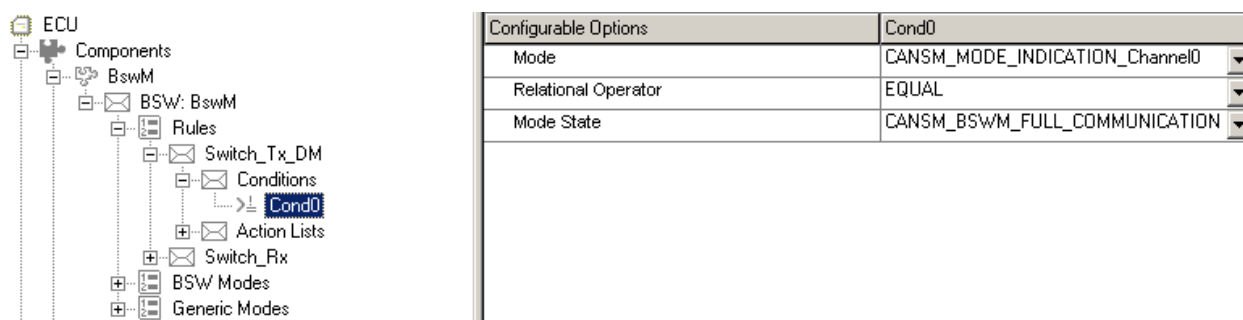 ECU
Components
BswM
BSW: BswM
Rules
Switch_Tx_DM
Conditions
Cond0
Action Lists
Switch_Rx
BSW Modes
Generic Modes
Configurable Options Cond0
Mode CANSM_MODE_INDICATION_Channel0
Relational Operator EQUAL
Mode State CANSM_BSWM_FULL_COMMUNICATION